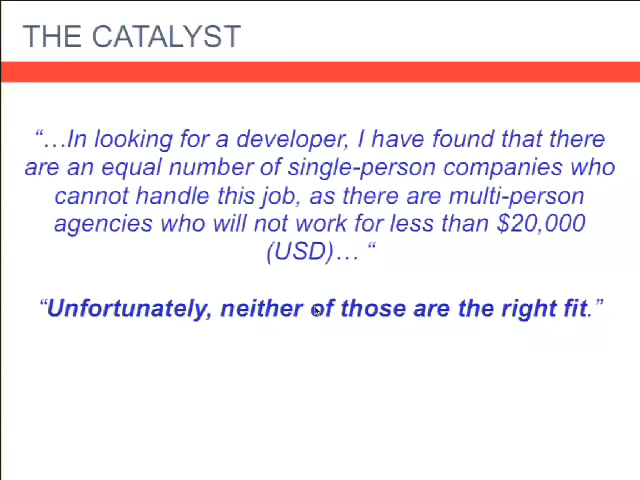 THE CATALYST
“…In looking for a developer, I have found that there
are an equal number of single-person companies who
cannot handle this job, as there are multi-person
agencies who will not work for less than $20,000
(USD)… “
“Unfortunately, neither of those are the right fit.”